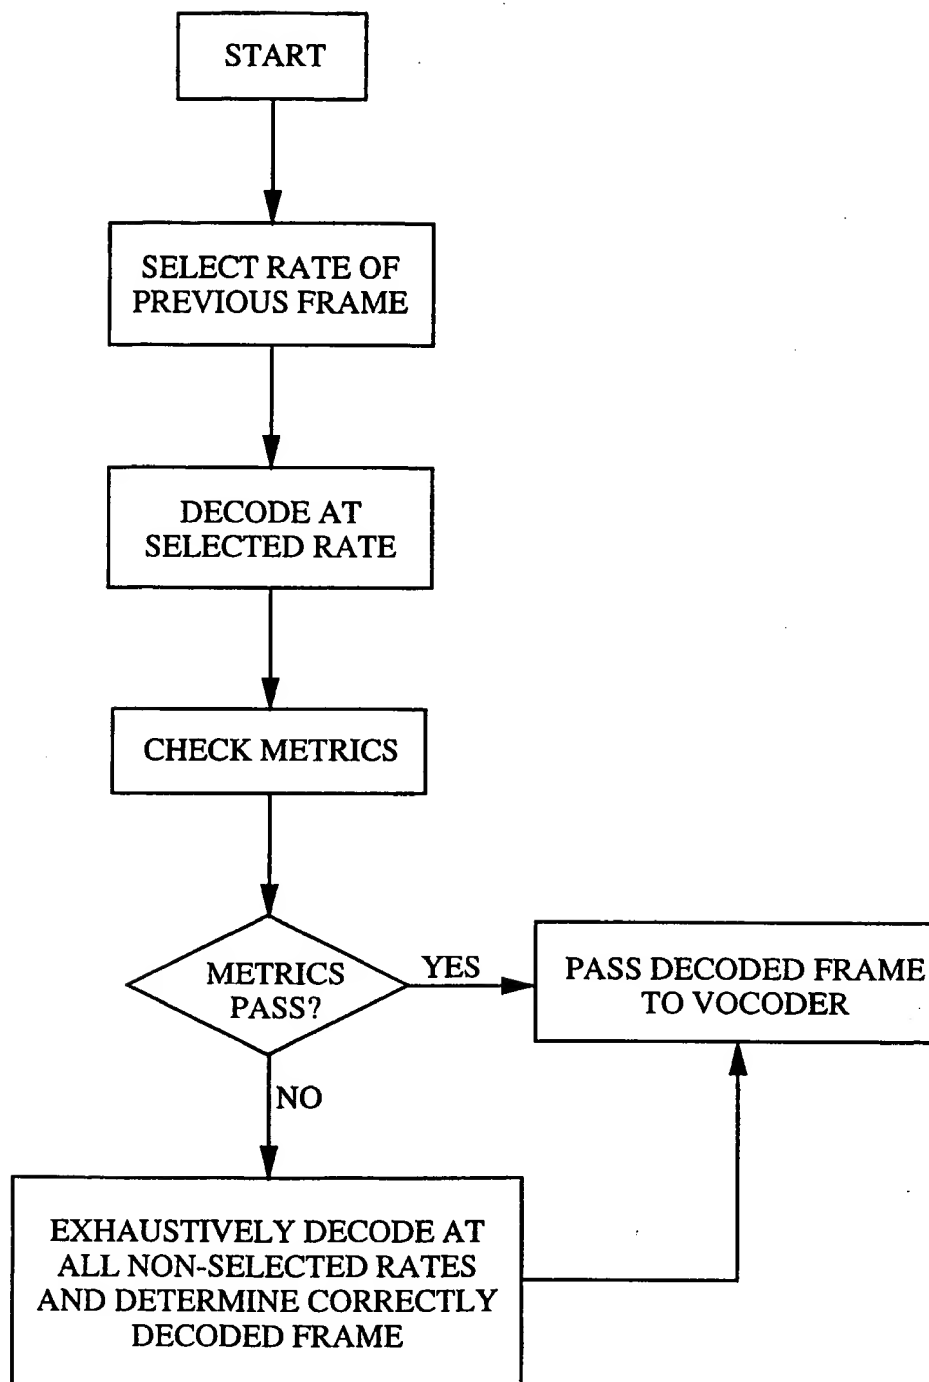 START
SELECT RATE OF
PREVIOUS FRAME
DECODE AT
SELECTED RATE
CHECK METRICS
METRICS
PASS?
YES
PASS DECODED FRAME
TO VOCODER
NO
EXHAUSTIVELY DECODE AT
ALL NON-SELECTED RATES
AND DETERMINE CORRECTLY
DECODED FRAME